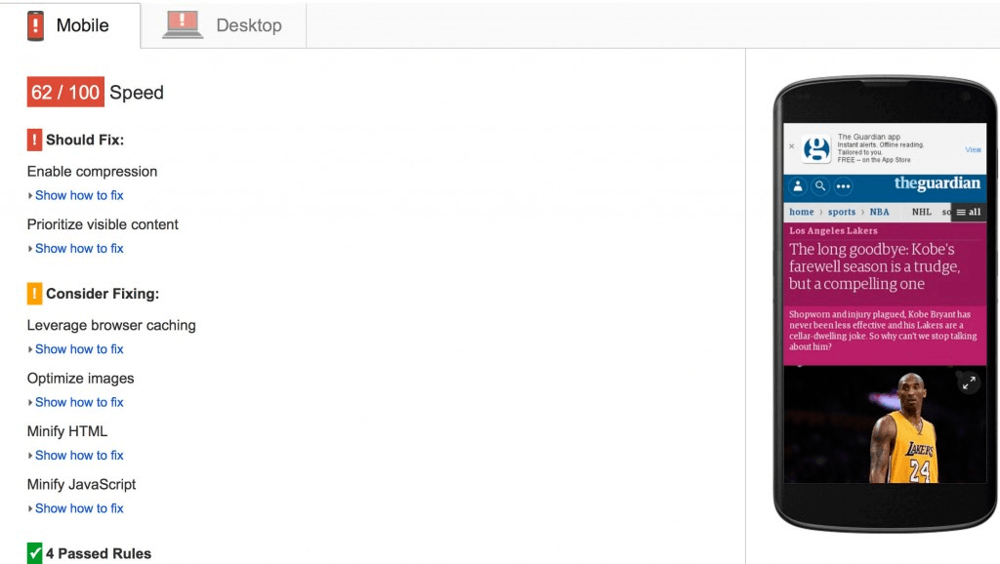 Mobile
Desktop
62 / 100 Speed
! Should Fix:
Enable compression
Show how to fix
Prioritize visible content
Show how to fix
! Consider Fixing:
Leverage browser caching
Show how to fix
Optimize images
Show how to fix
Minify HTML
Show how to fix
Minify JavaScript
Show how to fix
4 Passed Rules
The Guardian app
Instant alerts. Offline reading.
Tailored to you.
FREE – on the App Store
View
theguardian
home › sports › NBA NHL so all
Los Angeles Lakers
The long goodbye: Kobe's
farewell season is a trudge,
but a compelling one
Shopworn and injury plagued, Kobe Bryant has
never been less effective and his Lakers are a
cellar-dwelling joke. So why can't we stop talking
about him?
LAKERS
24